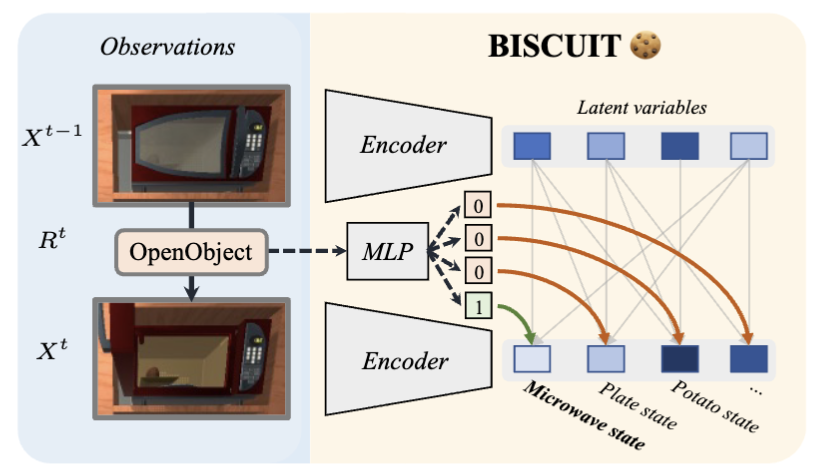 Observations
BISCUIT 🍪
X^{t-1}
Encoder
Latent variables
R^t
OpenObject
MLP
0
0
0
1
X^t
Encoder
Microwave state
Plate state
Potato state
...